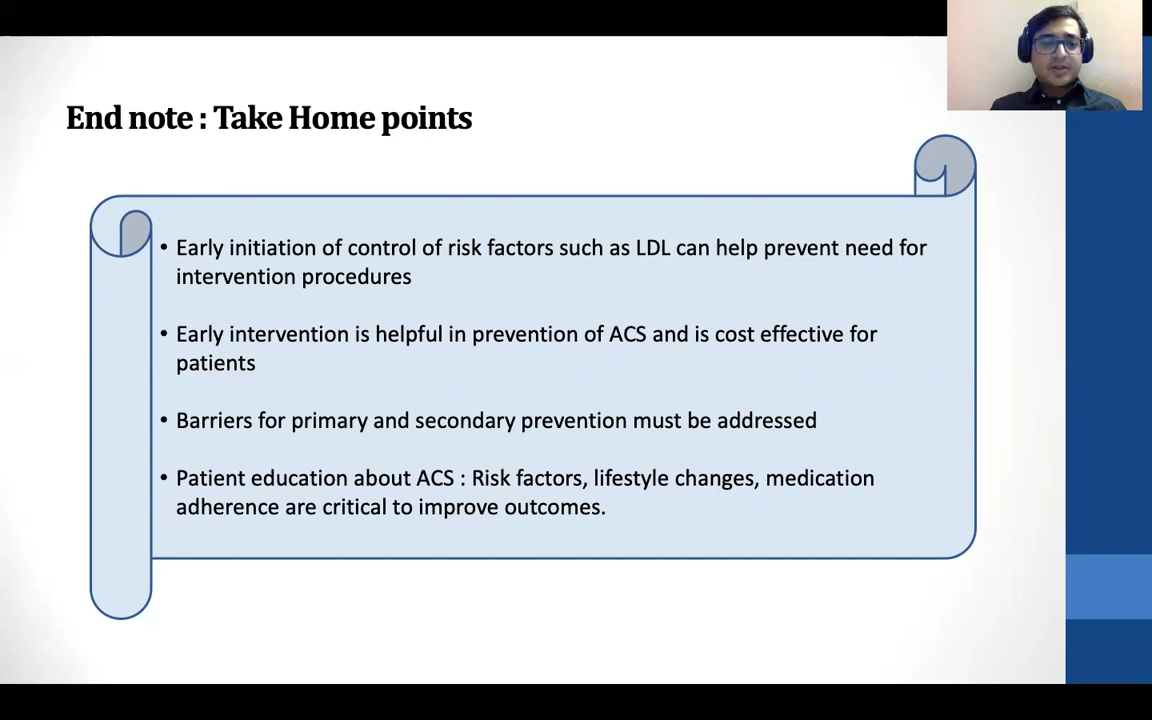 End note : Take Home points
• Early initiation of control of risk factors such as LDL can help prevent need for
intervention procedures
• Early intervention is helpful in prevention of ACS and is cost effective for
patients
• Barriers for primary and secondary prevention must be addressed
• Patient education about ACS : Risk factors, lifestyle changes, medication
adherence are critical to improve outcomes.